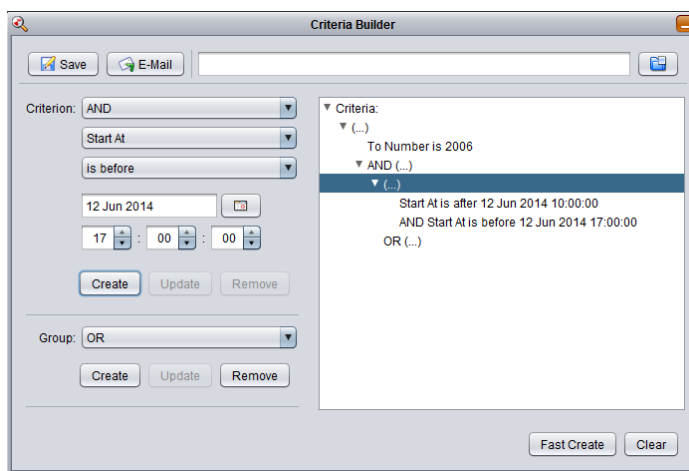 Criteria Builder
Save
E-Mail
Criterion:
AND
Start At
is before
12 Jun 2014
17 : 00 : 00
Create
Update
Remove
Group:
OR
Create
Update
Remove
Criteria:
(...)
To Number is 2006
AND (...)
(...)
Start At is after 12 Jun 2014 10:00:00
AND Start At is before 12 Jun 2014 17:00:00
OR (...)
Fast Create
Clear